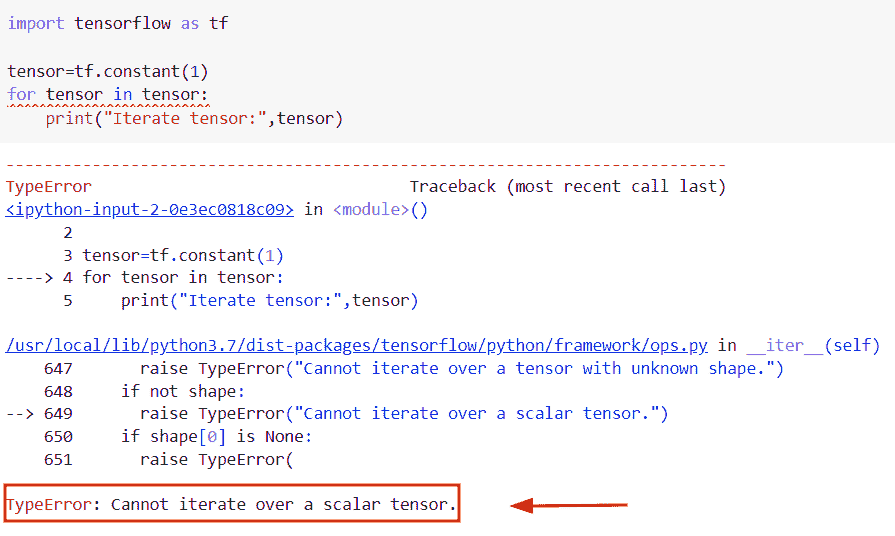 import tensorflow as tf
tensor=tf.constant(1)
for tensor in tensor:
    print("Iterate tensor:",tensor)
---------------------------------------------------------------------------
TypeError                                 Traceback (most recent call last)
<ipython-input-2-0e3ec0818c09> in <module>()
      2
      3 tensor=tf.constant(1)
----> 4 for tensor in tensor:
      5     print("Iterate tensor:",tensor)
/usr/local/lib/python3.7/dist-packages/tensorflow/python/framework/ops.py in __iter__(self)
    647       raise TypeError("Cannot iterate over a tensor with unknown shape.")
    648     if not shape:
--> 649       raise TypeError("Cannot iterate over a scalar tensor.")
    650     if shape[0] is None:
    651       raise TypeError(
TypeError: Cannot iterate over a scalar tensor.